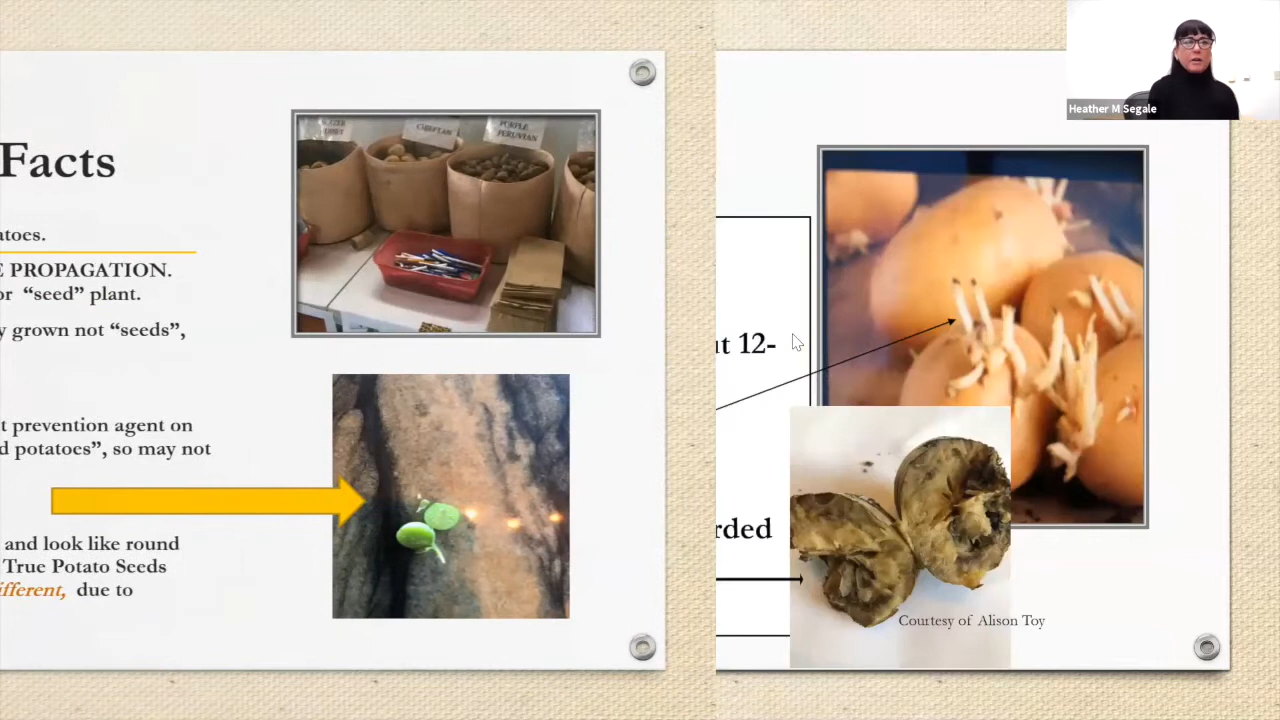 Facts
atoes.
E PROPAGATION.
or “seed” plant.
y grown not “seeds”,
t prevention agent on
d potatoes”, so may not
and look like round
True Potato Seeds
ifferent, due to
CHIEFTAIN
PURPLE
PERUVIAN
ut 12-
rded
Courtesy of Alison Toy
Heather M Segale